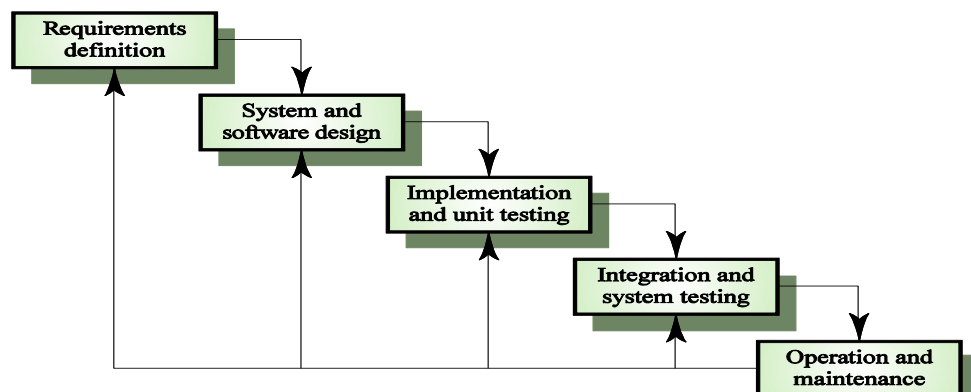 Requirements
definition
System and
software design
Implementation
and unit testing
Integration and
system testing
Operation and
maintenance